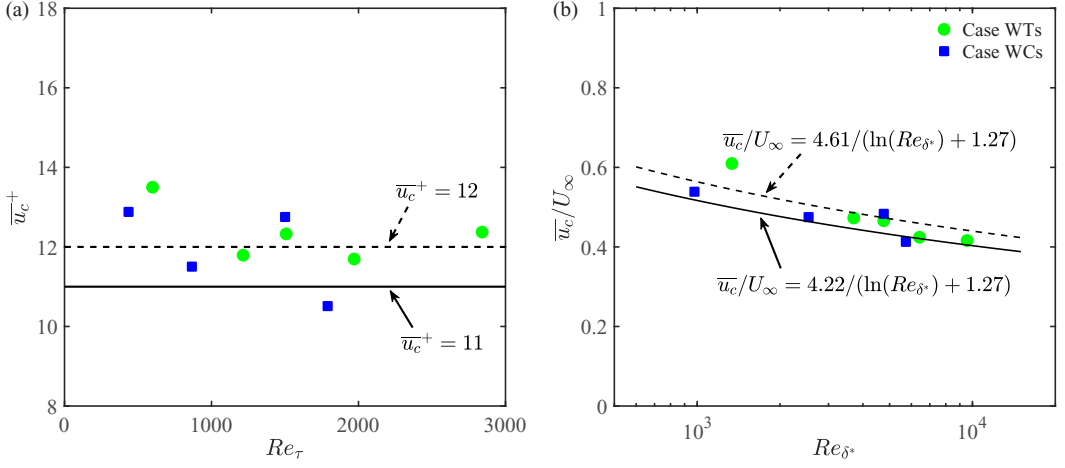 (a)
18
16
14
12
10
8
0
1000
2000
3000
$\overline{u}_c^+$
$Re_\tau$
$\overline{u_c}^+ = 12$
$\overline{u_c}^+ = 11$
(b)
1
0.8
0.6
0.4
0.2
0
$10^3$
$10^4$
$\overline{u_c}/U_\infty$
$Re_{\delta^*}$
Case WTs
Case WCs
$\overline{u_c}/U_\infty = 4.61/(\ln(Re_{\delta^*}) + 1.27)$
$\overline{u_c}/U_\infty = 4.22/(\ln(Re_{\delta^*}) + 1.27)$